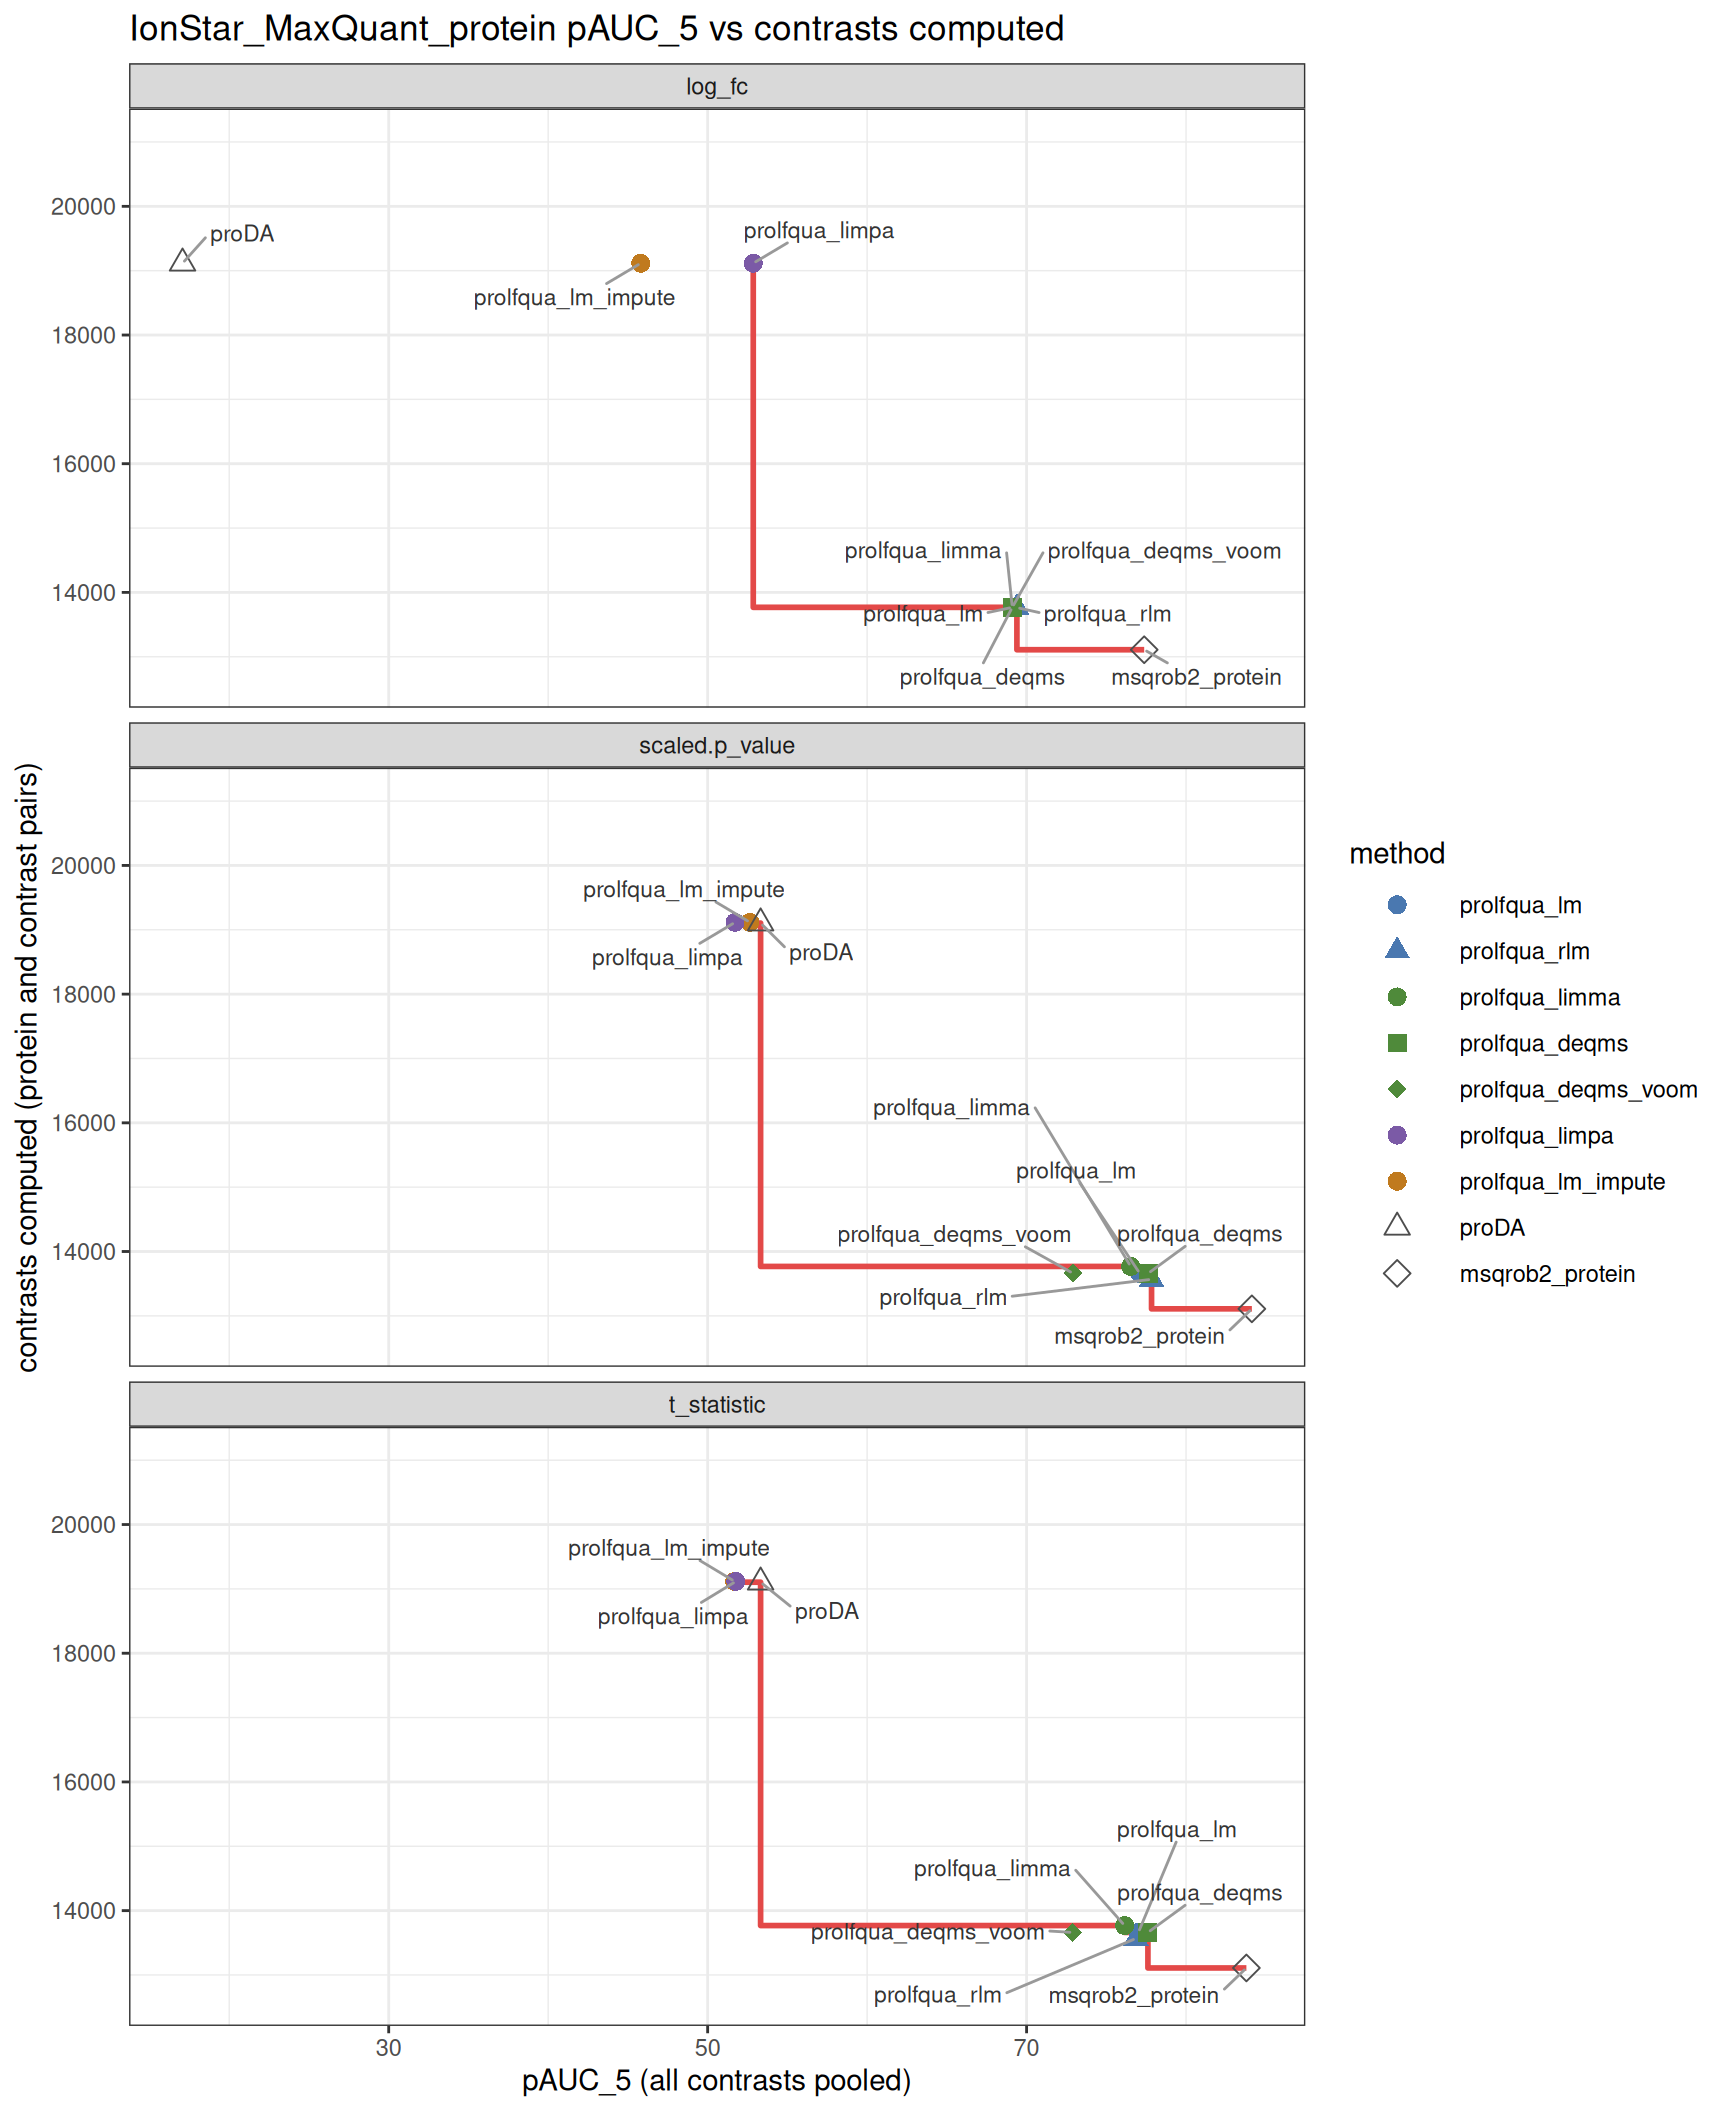 IonStar_MaxQuant_protein pAUC_5 vs contrasts computed
log_fc
20000
18000
16000
14000
proDA
prolfqua_limpa
prolfqua_lm_impute
prolfqua_limma
prolfqua_deqms_voom
prolfqua_lm
prolfqua_rlm
prolfqua_deqms
msqrob2_protein
scaled.p_value
20000
18000
16000
14000
prolfqua_lm_impute
prolfqua_limpa
proDA
prolfqua_limma
prolfqua_lm
prolfqua_deqms_voom
prolfqua_deqms
prolfqua_rlm
msqrob2_protein
t_statistic
20000
18000
16000
14000
prolfqua_lm_impute
prolfqua_limpa
proDA
prolfqua_lm
prolfqua_limma
prolfqua_deqms
prolfqua_deqms_voom
prolfqua_rlm
msqrob2_protein
30
50
70
pAUC_5 (all contrasts pooled)
contrasts computed (protein and contrast pairs)
method
prolfqua_lm
prolfqua_rlm
prolfqua_limma
prolfqua_deqms
prolfqua_deqms_voom
prolfqua_limpa
prolfqua_lm_impute
proDA
msqrob2_protein